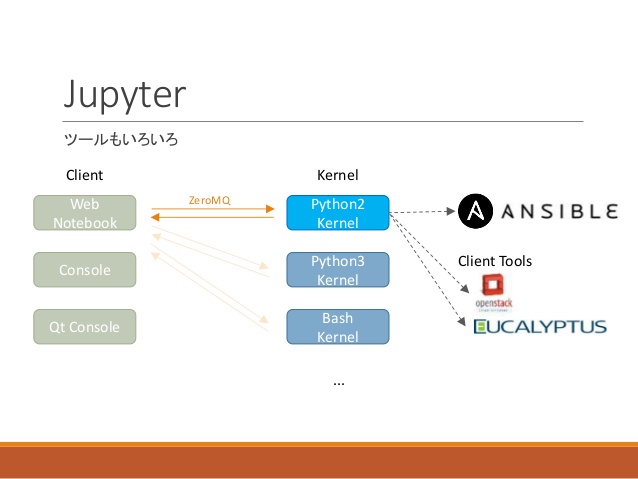 Jupyter
ツールもいろいろ
Client
Kernel
Web
Notebook
ZeroMQ
Python2
Kernel
ANSIBLE
Console
Python3
Kernel
Client Tools
openstack
Qt Console
Bash
Kernel
EUCALYPTUS
...